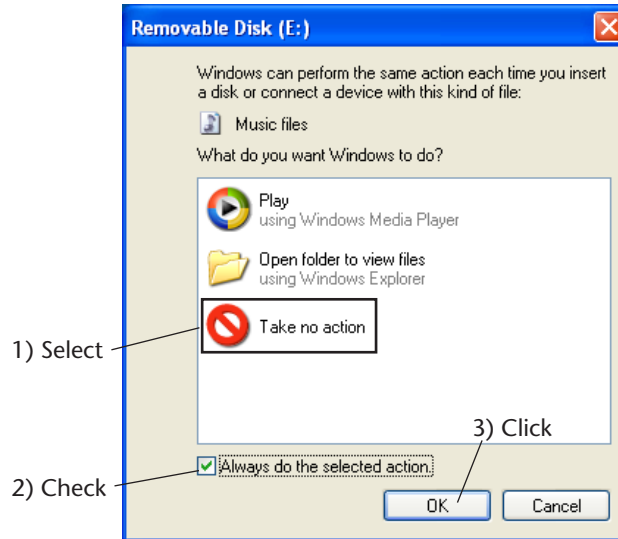 Removable Disk (E:)
Windows can perform the same action each time you insert
a disk or connect a device with this kind of file:
Music files
What do you want Windows to do?
Play
using Windows Media Player
Open folder to view files
using Windows Explorer
Take no action
1) Select
3) Click
Always do the selected action.
2) Check
OK
Cancel